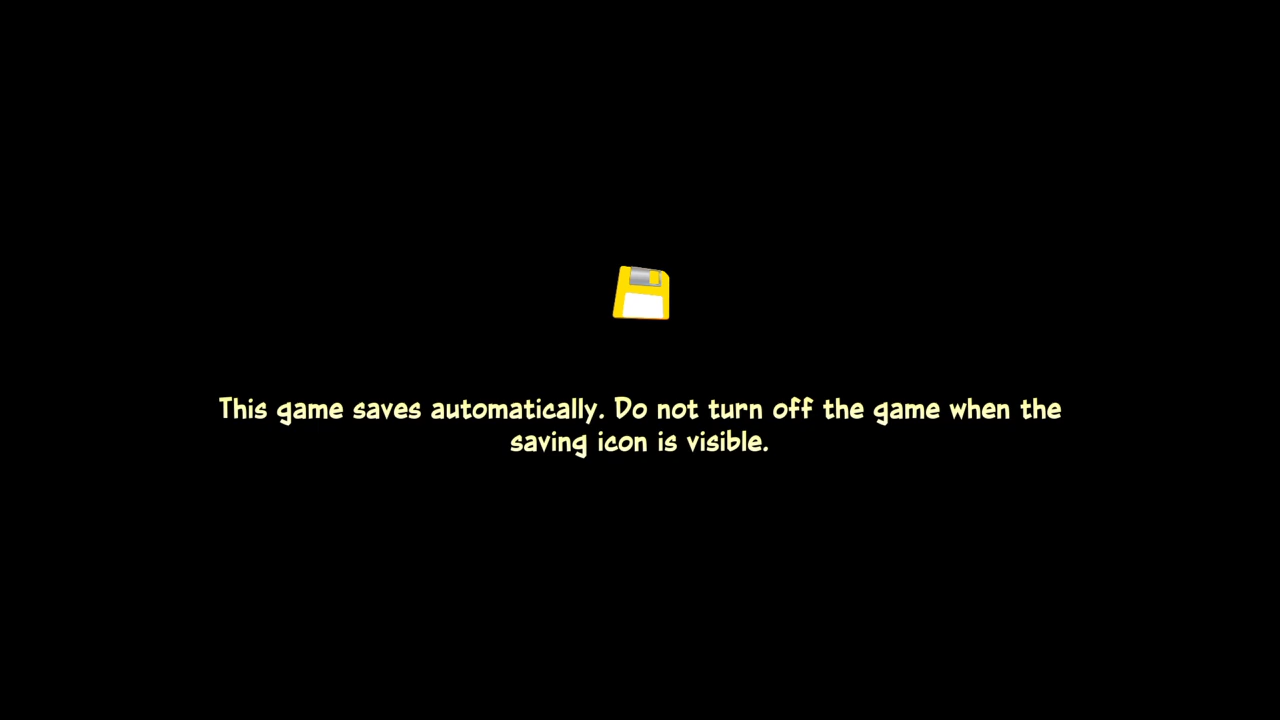 This game saves automatically. Do not turn off the game when the
saving icon is visible.